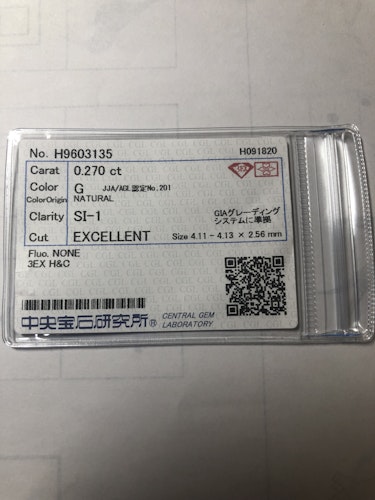 No. H9603135 H091820
Carat 0.270 ct
Color G JJA/AGL認定No.201
ColorOrigin NATURAL
Clarity SI-1 GIAグレーディング
システムに準拠
Cut EXCELLENT Size 4.11 - 4.13 × 2.56 mm
Fluo. NONE
3EX H&C
中央宝石研究所® CENTRAL GEM
LABORATORY